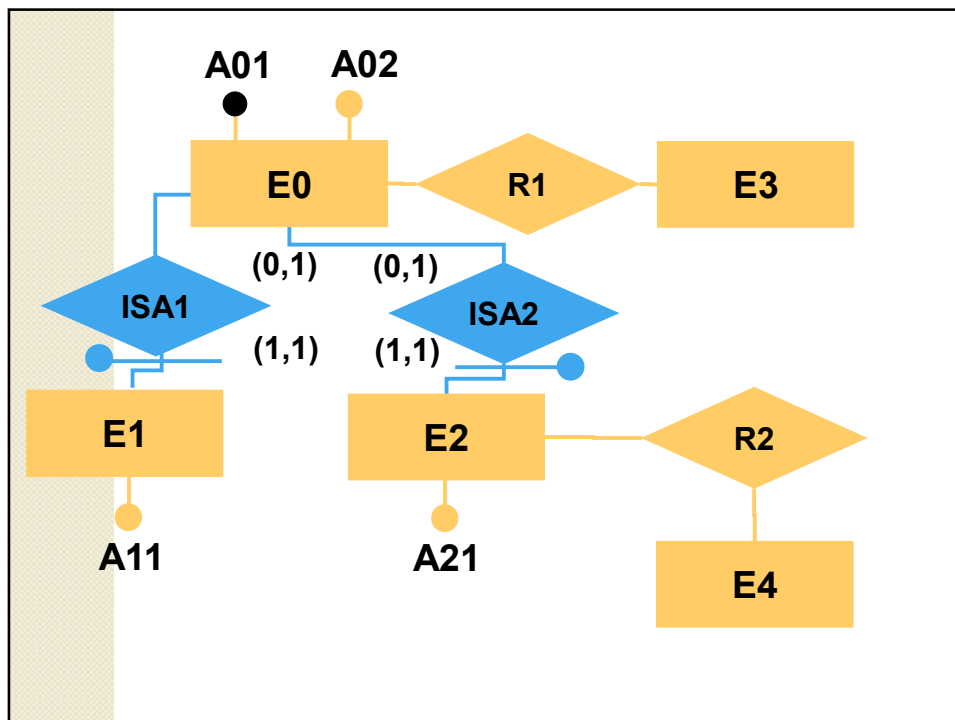 A01 A02
E0 R1 E3
(0,1) (0,1)
ISA1 ISA2
(1,1) (1,1)
E1 E2 R2
A11 A21
E4